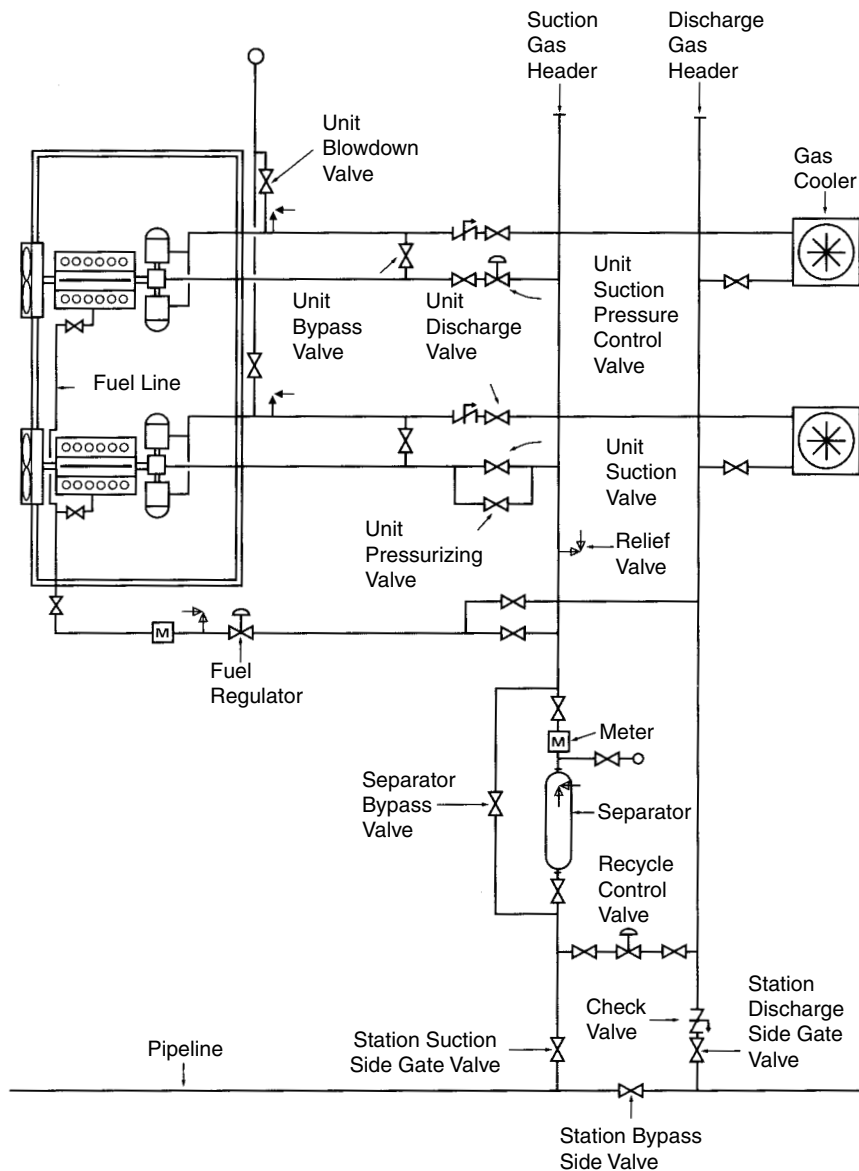 Suction
Gas
Header
Discharge
Gas
Header
Unit
Blowdown
Valve
Gas
Cooler
Unit
Bypass
Valve
Unit
Discharge
Valve
Unit
Suction
Pressure
Control
Valve
Fuel Line
Unit
Suction
Valve
Unit
Pressurizing
Valve
Relief
Valve
M
Fuel
Regulator
M
Meter
Separator
Bypass
Valve
Separator
Recycle
Control
Valve
Station
Discharge
Side Gate
Valve
Check
Valve
Station Suction
Side Gate Valve
Pipeline
Station Bypass
Side Valve